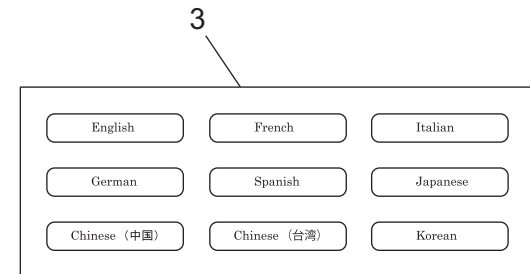 3
English French Italian
German Spanish Japanese
Chinese（中国） Chinese（台湾） Korean